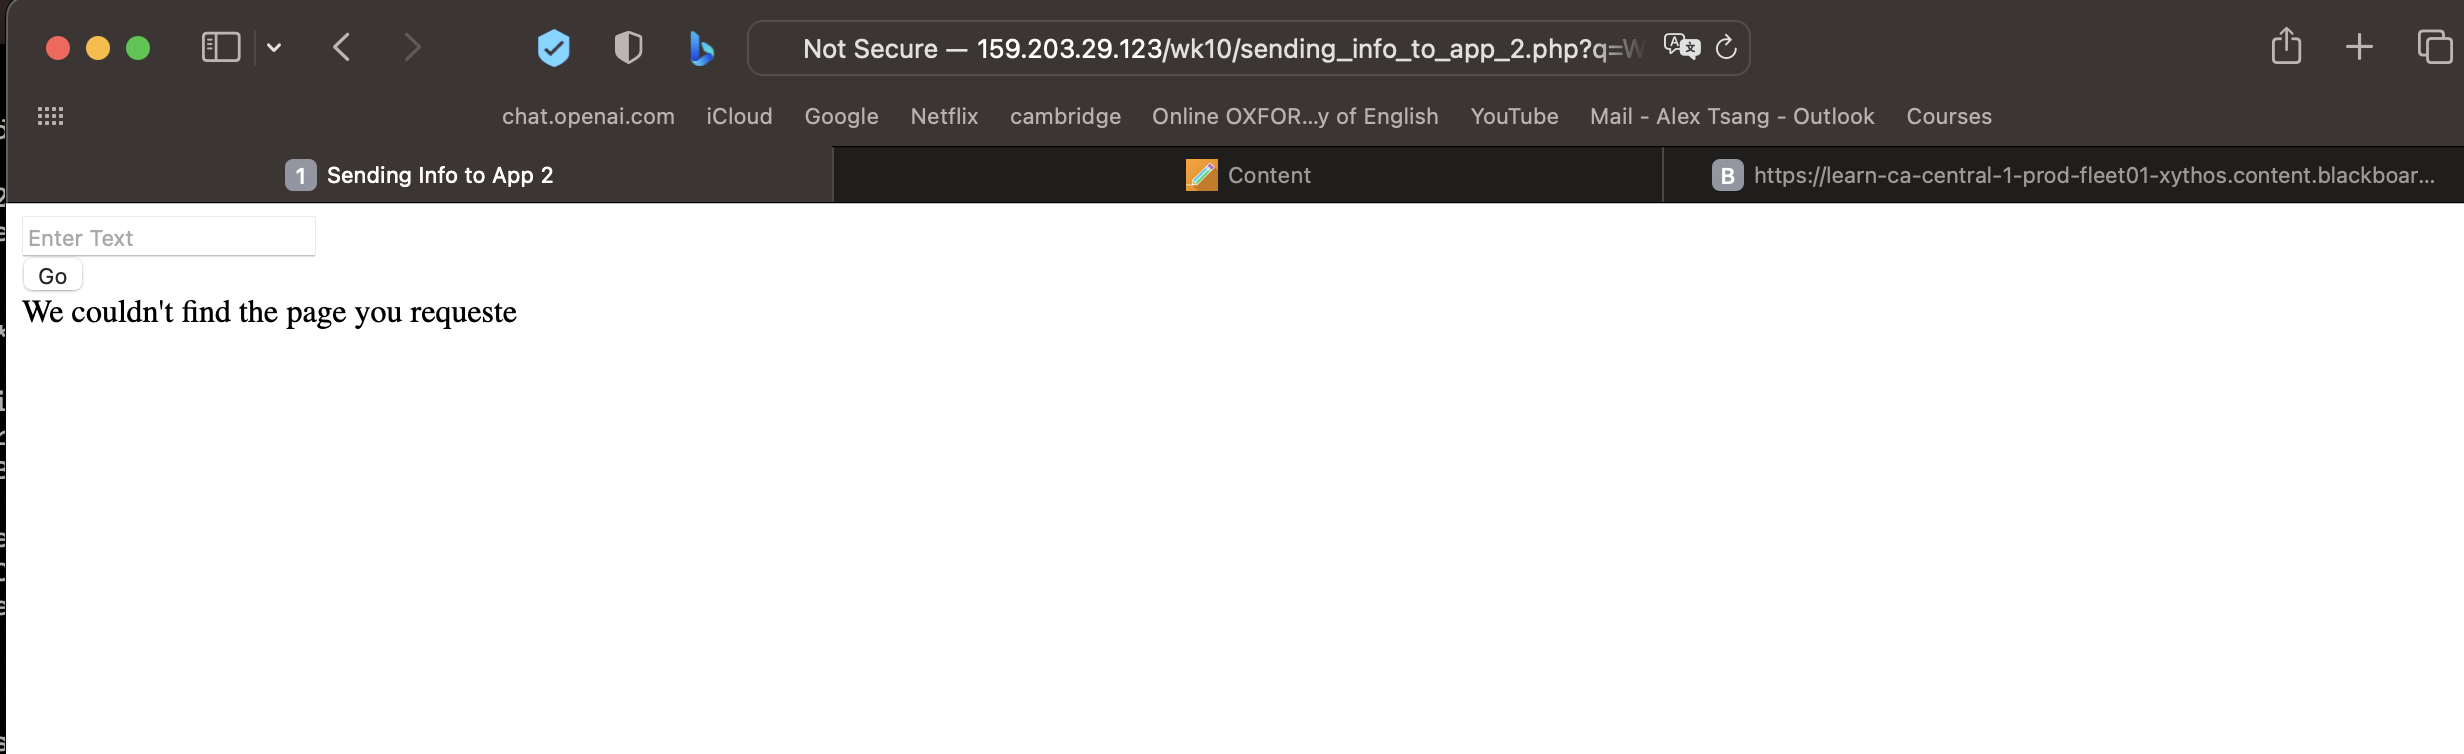 Not Secure — 159.203.29.123/wk10/sending_info_to_app_2.php?q=W
chat.openai.com iCloud Google Netflix cambridge Online OXFOR...y of English YouTube Mail - Alex Tsang - Outlook Courses
1 Sending Info to App 2 Content B https://learn-ca-central-1-prod-fleet01-xythos.content.blackboar...
Enter Text
Go
We couldn't find the page you requeste